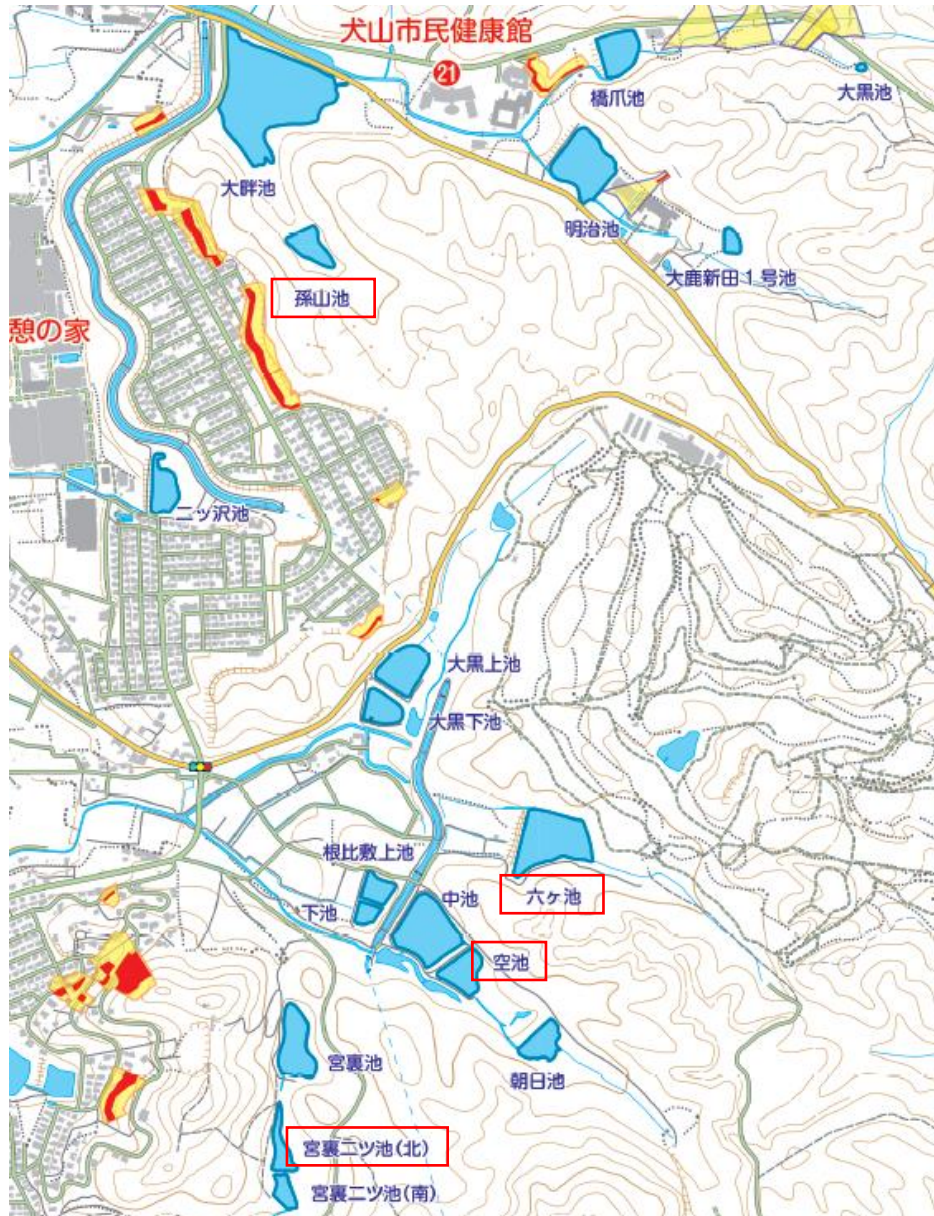 犬山市民健康館
21
橋爪池
大黒池
大畔池
明治池
大鹿新田1号池
孫山池
憩の家
二ッ沢池
大黒上池
大黒下池
根比敷上池
下池
中池
六ヶ池
空池
宮裏池
朝日池
宮裏二ツ池(北)
宮裏二ツ池(南)